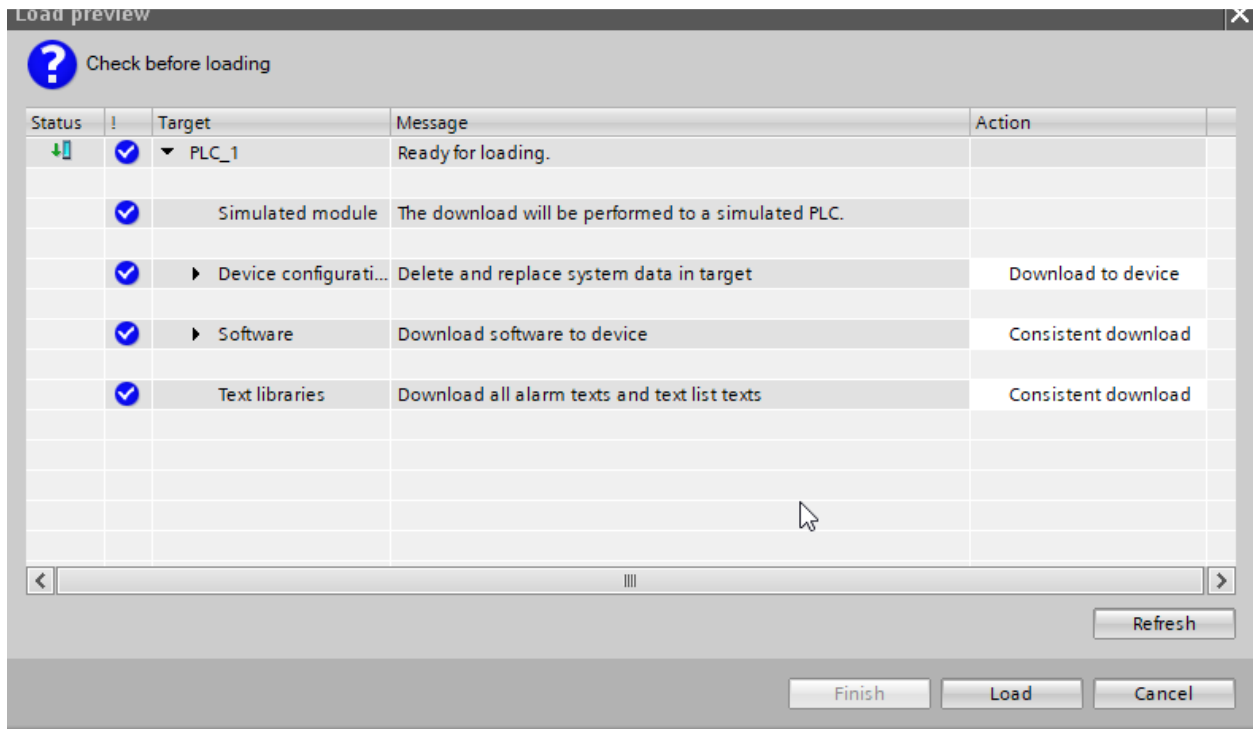 Load preview
Check before loading
Status ! Target Message Action
PLC_1 Ready for loading.
Simulated module The download will be performed to a simulated PLC.
Device configurati... Delete and replace system data in target Download to device
Software Download software to device Consistent download
Text libraries Download all alarm texts and text list texts Consistent download
Refresh
Finish Load Cancel